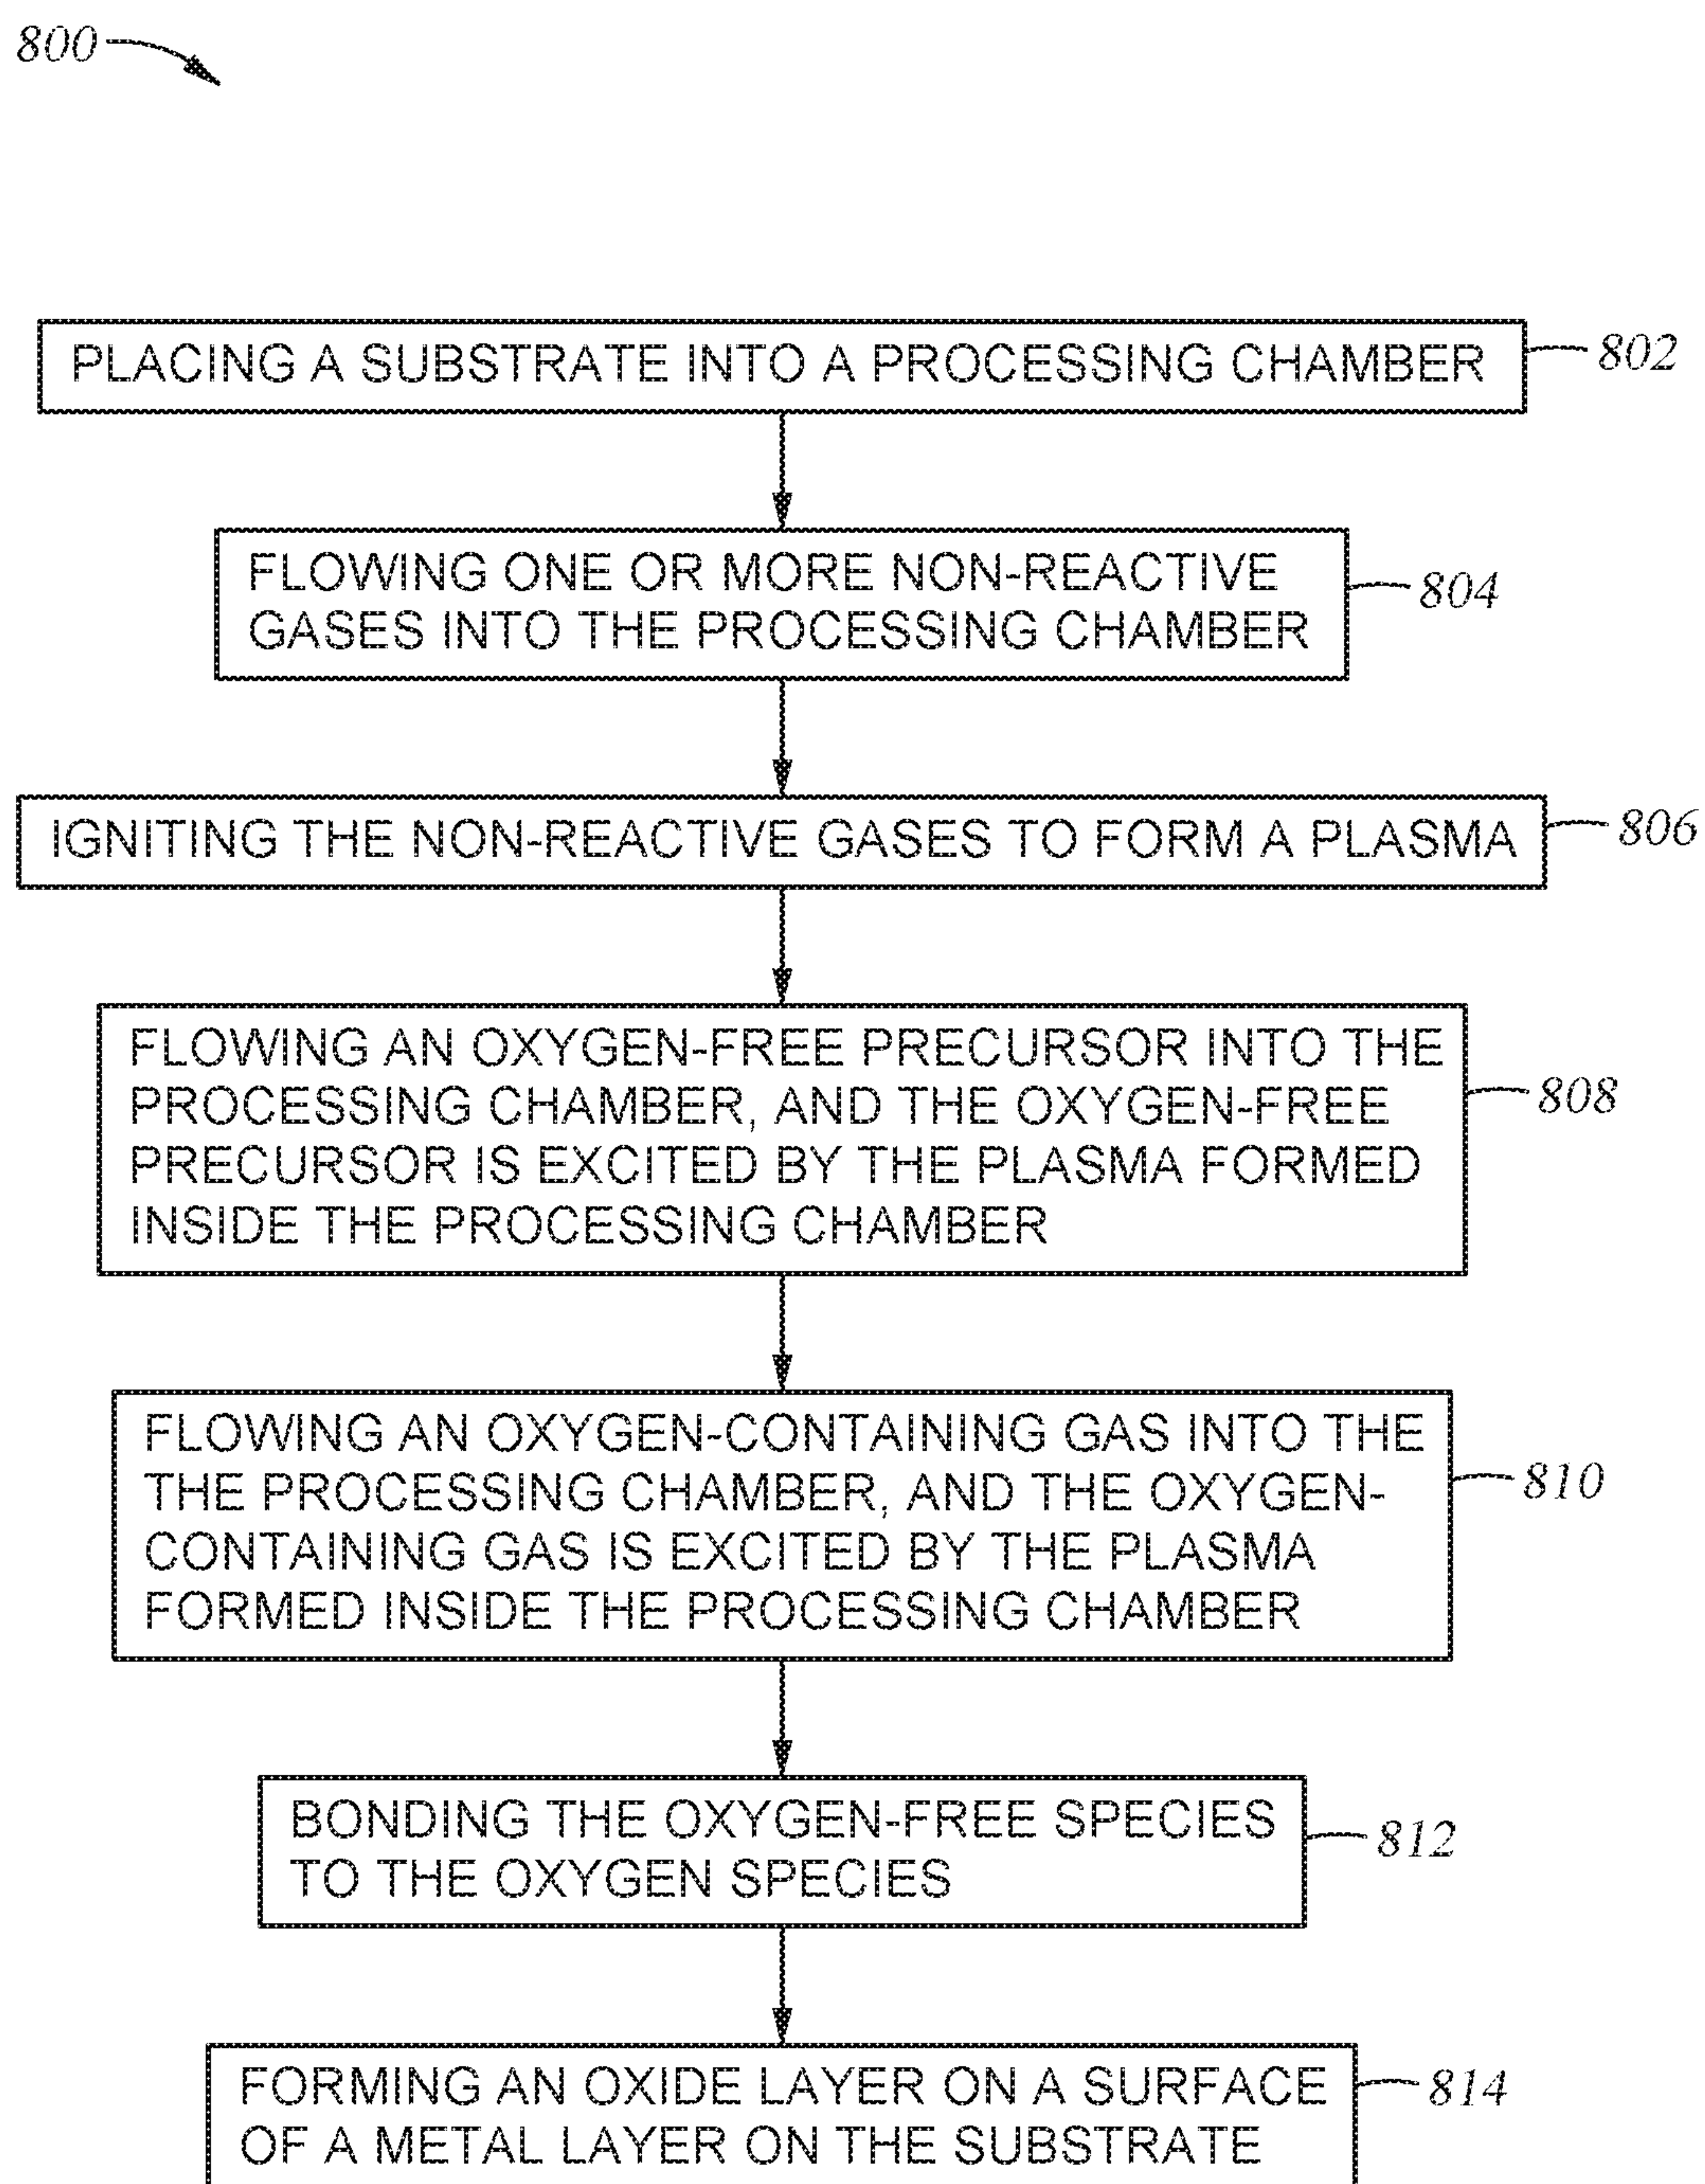 800
PLACING A SUBSTRATE INTO A PROCESSING CHAMBER
802
FLOWING ONE OR MORE NON-REACTIVE
GASES INTO THE PROCESSING CHAMBER
804
IGNITING THE NON-REACTIVE GASES TO FORM A PLASMA
806
FLOWING AN OXYGEN-FREE PRECURSOR INTO THE
PROCESSING CHAMBER, AND THE OXYGEN-FREE
PRECURSOR IS EXCITED BY THE PLASMA FORMED
INSIDE THE PROCESSING CHAMBER
808
FLOWING AN OXYGEN-CONTAINING GAS INTO THE
THE PROCESSING CHAMBER, AND THE OXYGEN-
CONTAINING GAS IS EXCITED BY THE PLASMA
FORMED INSIDE THE PROCESSING CHAMBER
810
BONDING THE OXYGEN-FREE SPECIES
TO THE OXYGEN SPECIES
812
FORMING AN OXIDE LAYER ON A SURFACE
OF A METAL LAYER ON THE SUBSTRATE
814